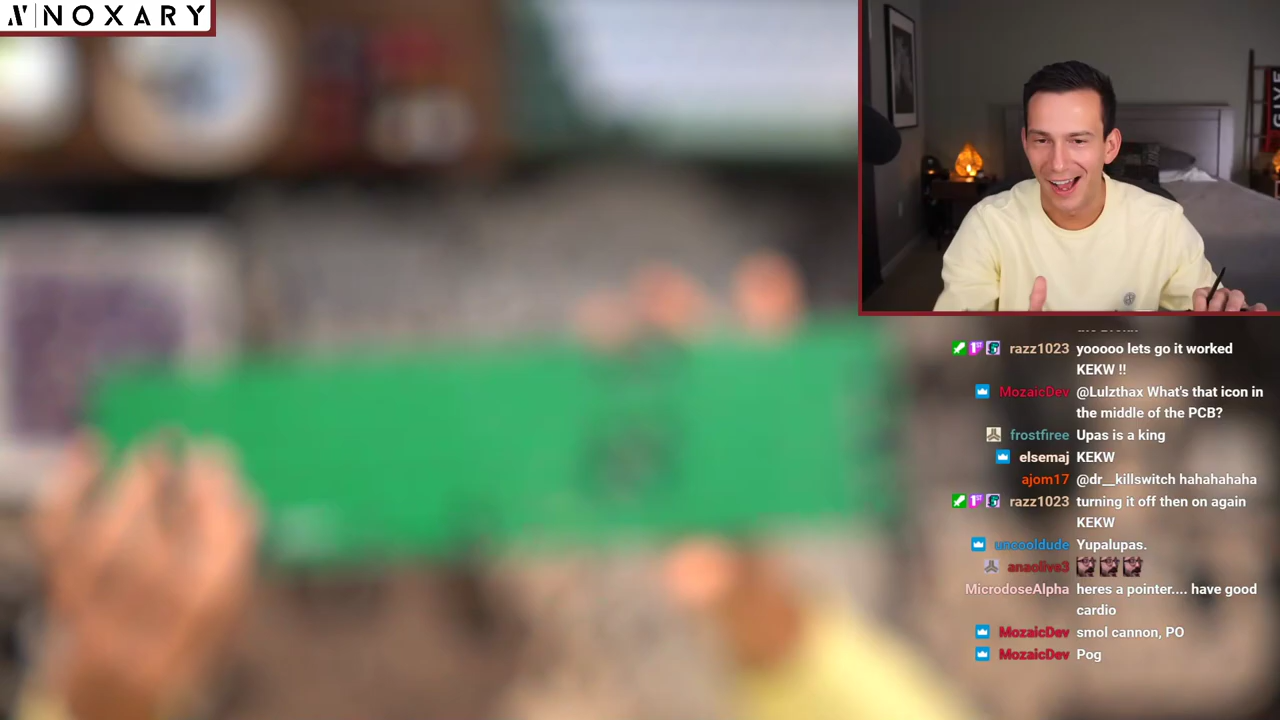 NOXARY
razz1023 yooooo lets go it worked
KEKW !!
MozaicDev @Lulzthax What's that icon in
the middle of the PCB?
frostfiree Upas is a king
elsemaj KEKW
ajom17 @dr__killswitch hahahahaha
razz1023 turning it off then on again
KEKW
uncooldude Yupalupas.
anaolive3
MicrodoseAlpha heres a pointer.... have good
cardio
MozaicDev smol cannon, PO
MozaicDev Pog